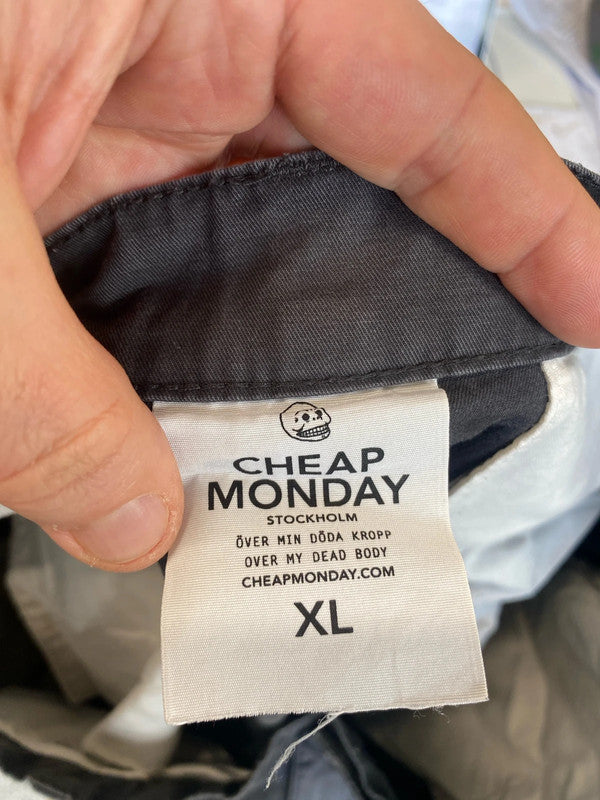 CHEAP
MONDAY
STOCKHOLM
ÖVER MIN DÖDA KROPP
OVER MY DEAD BODY
CHEAPMONDAY.COM
XL